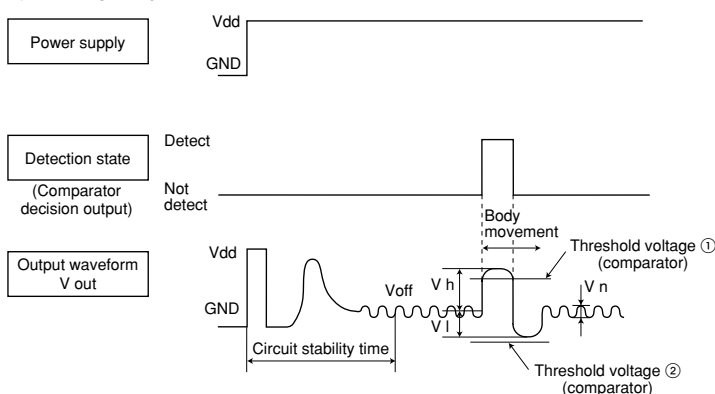 Power supply
Vdd
GND
Detection state
(Comparator
decision output)
Detect
Not
detect
Body
movement
Output waveform
V out
Vdd
GND
Voff
V h
V l
V n
Threshold voltage ①
(comparator)
Circuit stability time
Threshold voltage ②
(comparator)